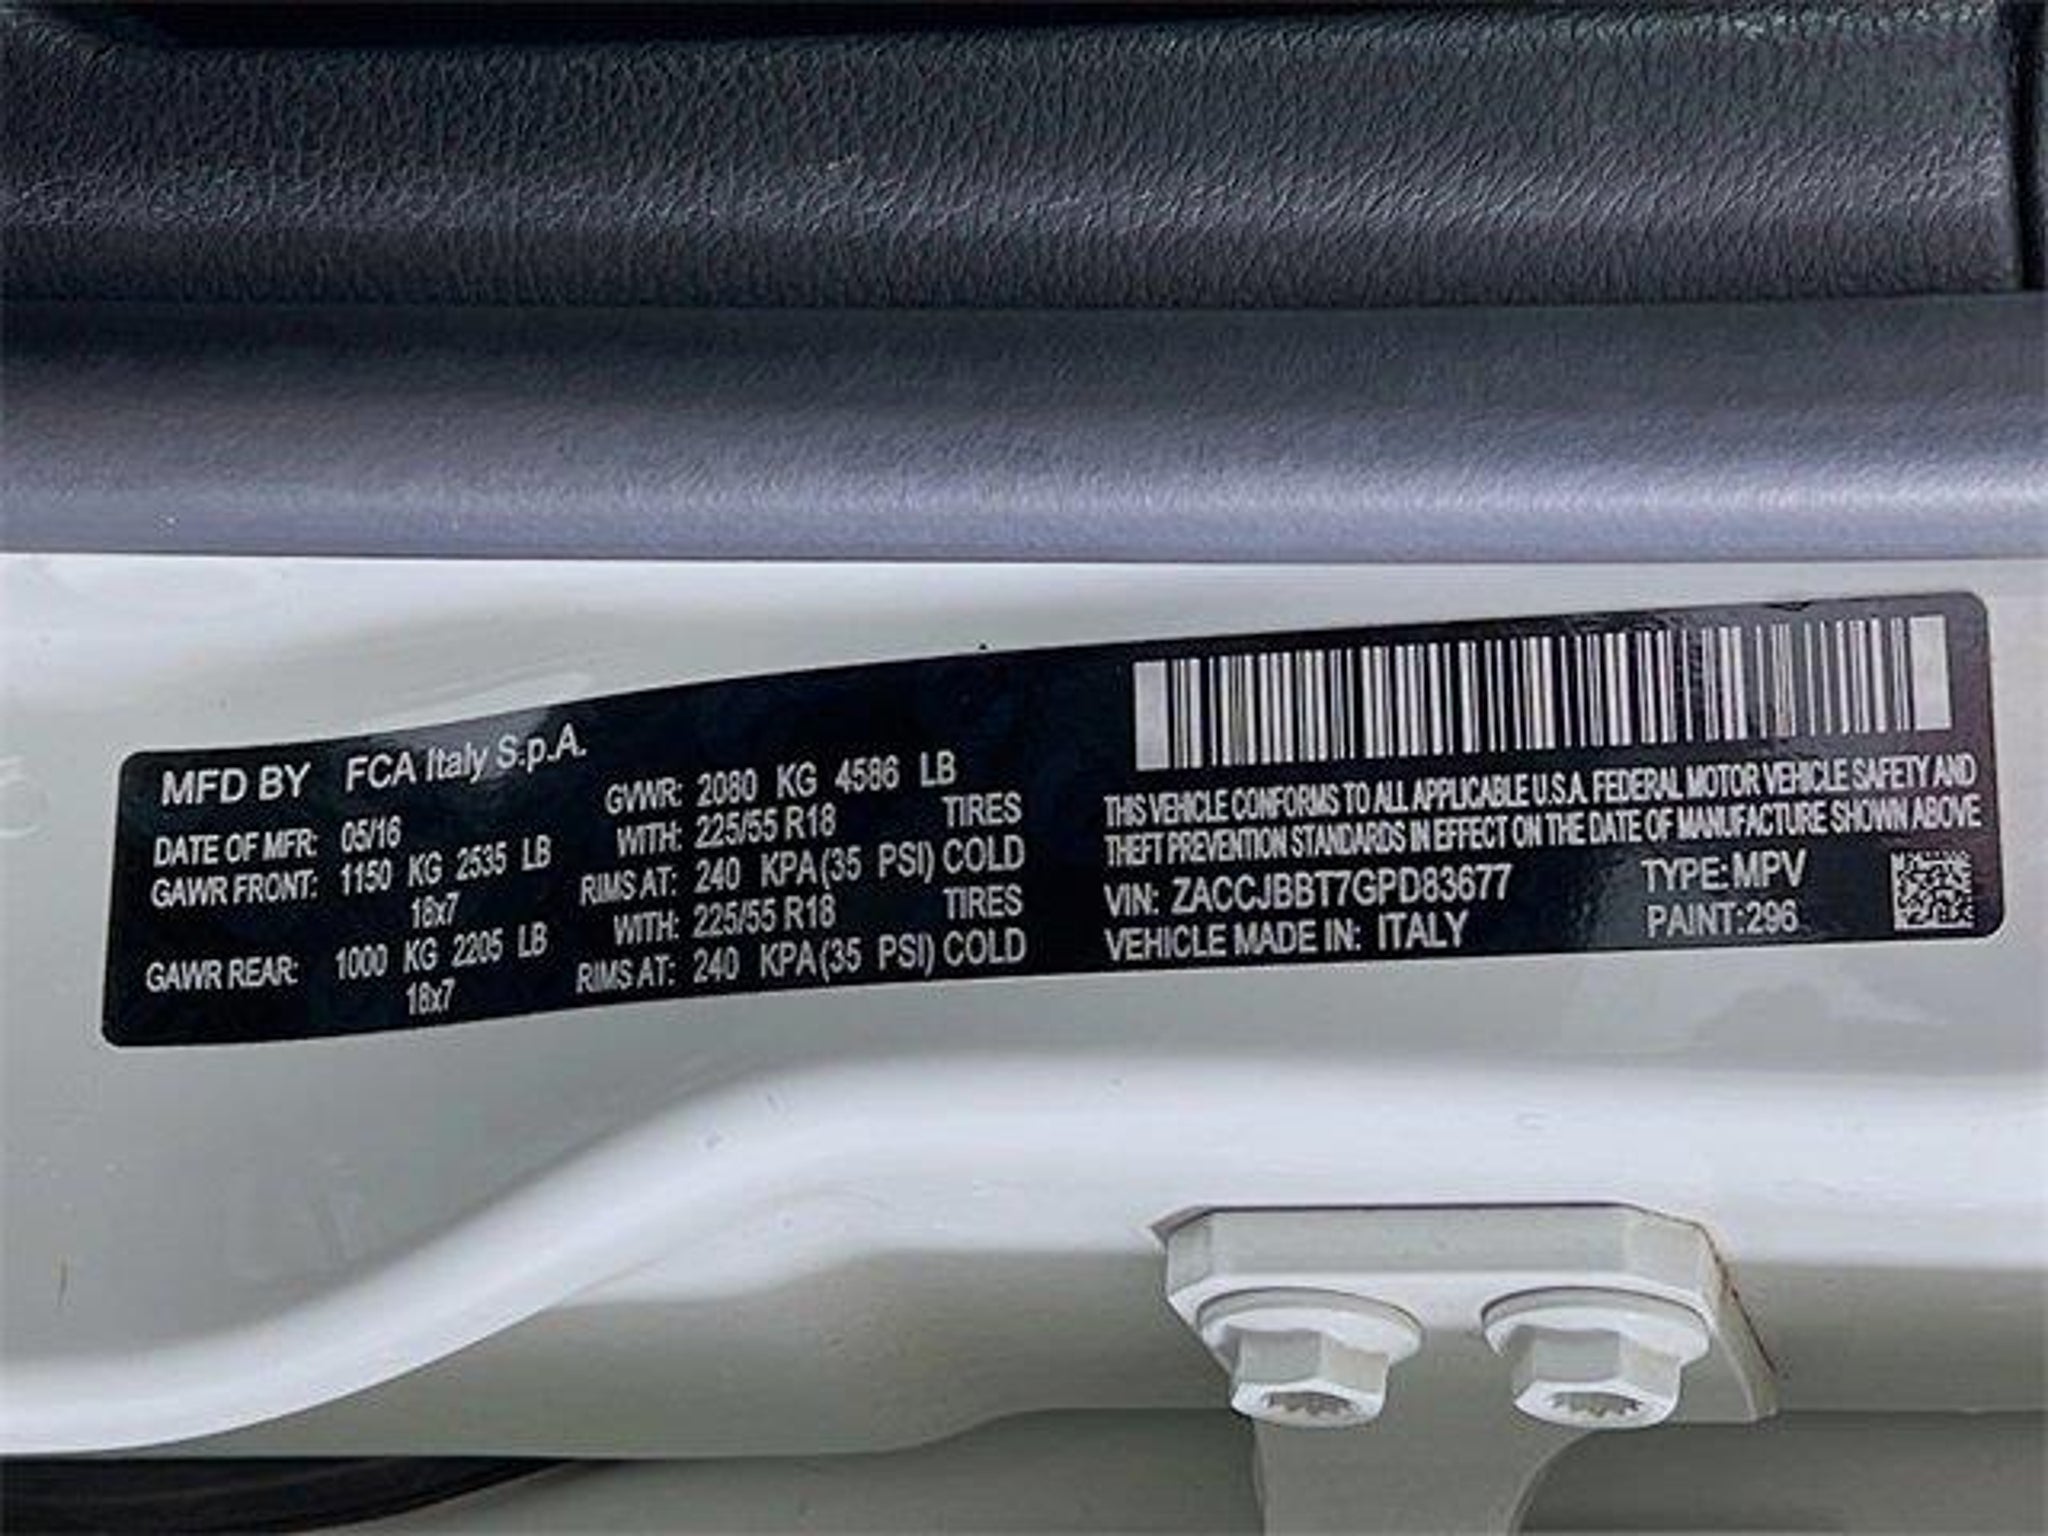 MFD BY FCA Italy S.p.A.
DATE OF MFR: 05/16 GVWR: 2080 KG 4586 LB
GAWR FRONT: 1150 KG 2535 LB WITH: 225/55 R18 TIRES
18x7 RIMS AT: 240 KPA(35 PSI) COLD
GAWR REAR: 1000 KG 2205 LB WITH: 225/55 R18 TIRES
18x7 RIMS AT: 240 KPA(35 PSI) COLD
THIS VEHICLE CONFORMS TO ALL APPLICABLE U.S.A. FEDERAL MOTOR VEHICLE SAFETY AND
THEFT PREVENTION STANDARDS IN EFFECT ON THE DATE OF MANUFACTURE SHOWN ABOVE
VIN: ZACCJBBT7GPD83677 TYPE:MPV
VEHICLE MADE IN: ITALY PAINT:296